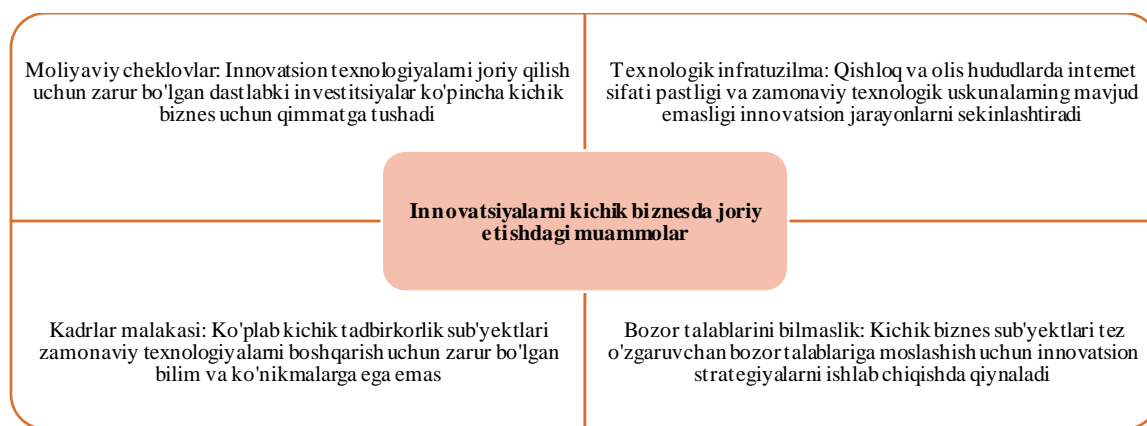 Moliyaviy cheklovlar: Innovatsion texnologiyalarni joriy qilish
uchun zarur bo'lgan dastlabki investitsiyalar ko'pincha kichik
biznes uchun qimmatga tushadi
Texnologik infratuzilma: Qishloq va olis hududlarda internet
sifati pastligi va zamonaviy texnologik uskunalarning mavjud
emasligi innovatsion jarayonlarni sekinlashtiradi
Innovatsiyalarni kichik biznesda joriy
etishdagi muammolar
Kadrlar malakasi: Ko'plab kichik tadbirkorlik sub'yektlari
zamonaviy texnologiyalarni boshqarish uchun zarur bo'lgan
bilim va ko'nikmalarga ega emas
Bozor talablarini bilmaslik: Kichik biznes sub'yektlari tez
o'zgaruvchan bozor talablariga moslashish uchun innovatsion
strategiyalarni ishlab chiqishda qiynaladi